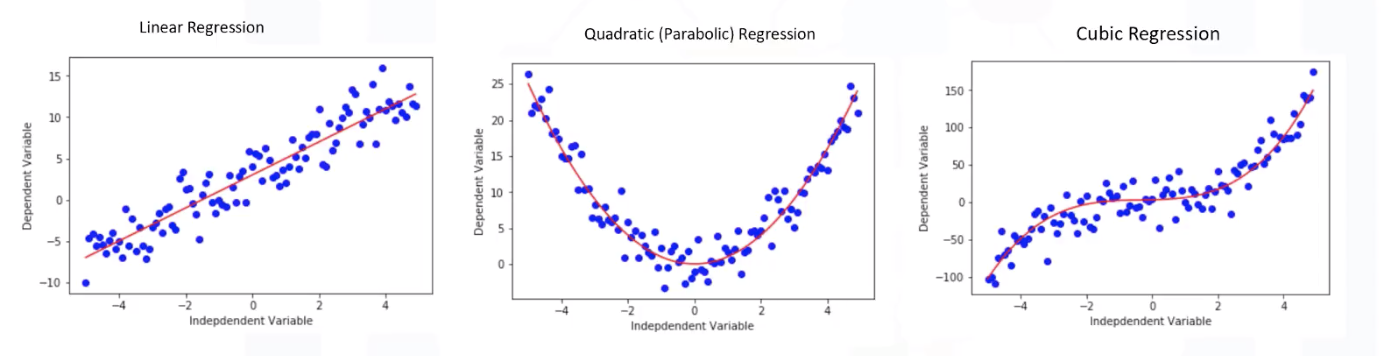 Linear Regression
Quadratic (Parabolic) Regression
Cubic Regression
15
10
5
0
−5
−10
Dependent Variable
−4 −2 0 2 4
Indepdendent Variable
25
20
15
10
5
0
Dependent Variable
−4 −2 0 2 4
Indepdendent Variable
150
100
50
0
−50
−100
Dependent Variable
−4 −2 0 2 4
Indepdendent Variable